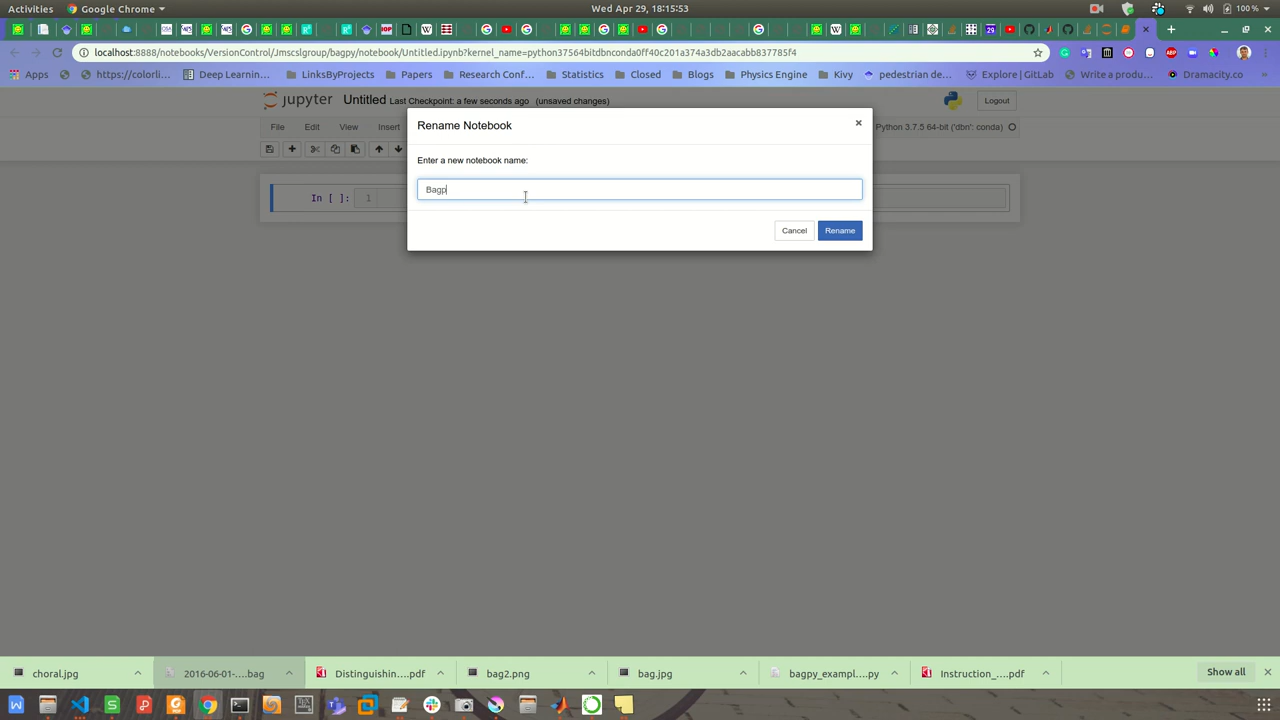 Activities
Google Chrome
Wed Apr 29, 18:15:53
100 %
localhost:8888/notebooks/VersionControl/Jmscslgroup/bagpy/notebook/Untitled.ipynb?kernel_name=python37564bitdbnconda0ff40c201a374a3db2aacabb837785f4
Apps
https://colorli...
Deep Learnin...
LinksByProjects
Papers
Research Conf...
Statistics
Closed
Blogs
Physics Engine
Kivy
pedestrian de...
Explore | GitLab
Write a produ...
Dramacity.co
jupyter Untitled Last Checkpoint: a few seconds ago (unsaved changes)
Logout
File
Edit
View
Insert
Python 3.7.5 64-bit ('dbn': conda)
Rename Notebook
×
Enter a new notebook name:
Bagp
Cancel
Rename
In [ ]:
1
choral.jpg
2016-06-01-....bag
Distinguishin....pdf
bag2.png
bag.jpg
bagpy_exampl....py
Instruction_....pdf
Show all